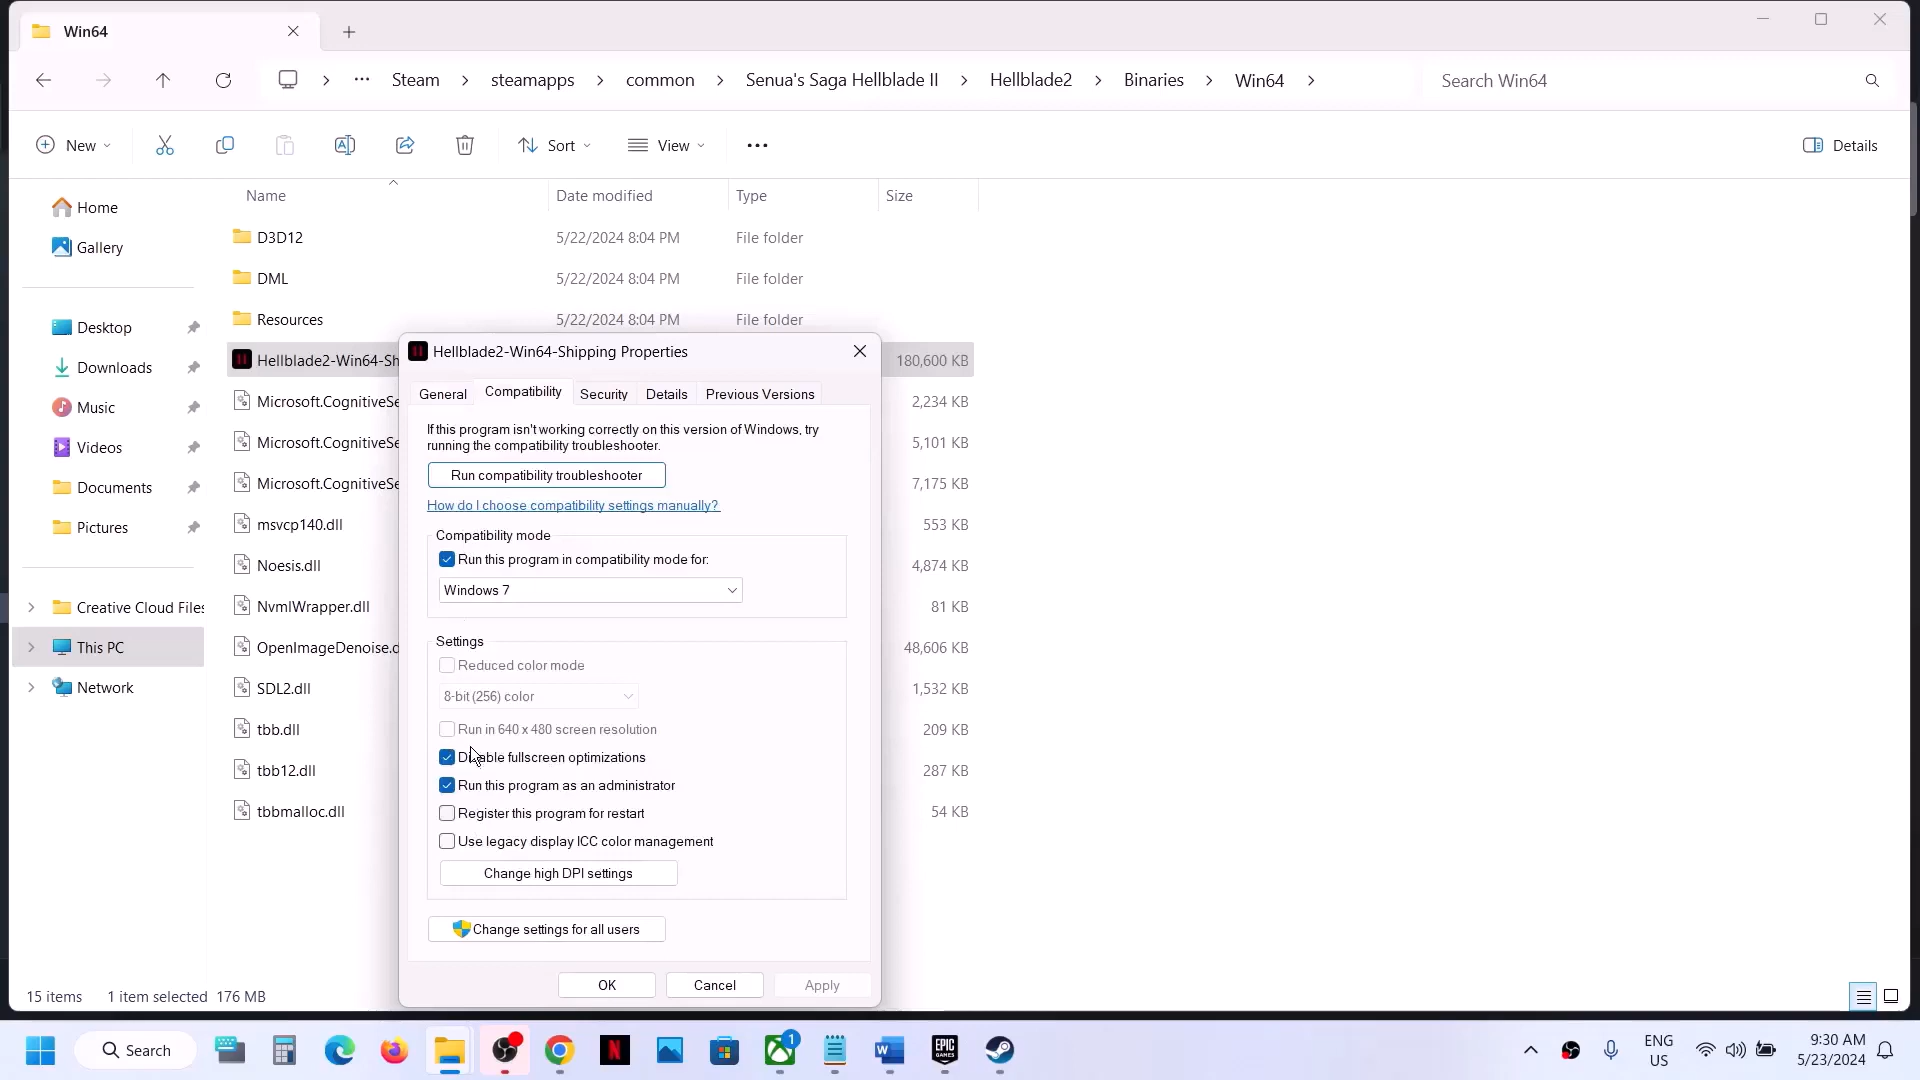 Win64
Steam
steamapps
common
Senua's Saga Hellblade II
Hellblade2
Binaries
Win64
Search Win64
New
Sort
View
Details
Name
Date modified
Type
Size
Home
Gallery
Desktop
Downloads
Music
Videos
Documents
Pictures
Creative Cloud Files
This PC
Network
D3D12 5/22/2024 8:04 PM File folder
DML 5/22/2024 8:04 PM File folder
Resources 5/22/2024 8:04 PM File folder
Hellblade2-Win64-Sh 180,600 KB
Microsoft.CognitiveSe 2,234 KB
Microsoft.CognitiveSe 5,101 KB
Microsoft.CognitiveSe 7,175 KB
msvcp140.dll 553 KB
Noesis.dll 4,874 KB
NvmlWrapper.dll 81 KB
OpenImageDenoise.d 48,606 KB
SDL2.dll 1,532 KB
tbb.dll 209 KB
tbb12.dll 287 KB
tbbmalloc.dll 54 KB
Hellblade2-Win64-Shipping Properties
General
Compatibility
Security
Details
Previous Versions
If this program isn't working correctly on this version of Windows, try
running the compatibility troubleshooter.
Run compatibility troubleshooter
How do I choose compatibility settings manually?
Compatibility mode
Run this program in compatibility mode for:
Windows 7
Settings
Reduced color mode
8-bit (256) color
Run in 640 x 480 screen resolution
Disable fullscreen optimizations
Run this program as an administrator
Register this program for restart
Use legacy display ICC color management
Change high DPI settings
Change settings for all users
OK
Cancel
Apply
15 items
1 item selected 176 MB
Search
EPIC
GAMES
1
ENG
US
9:30 AM
5/23/2024